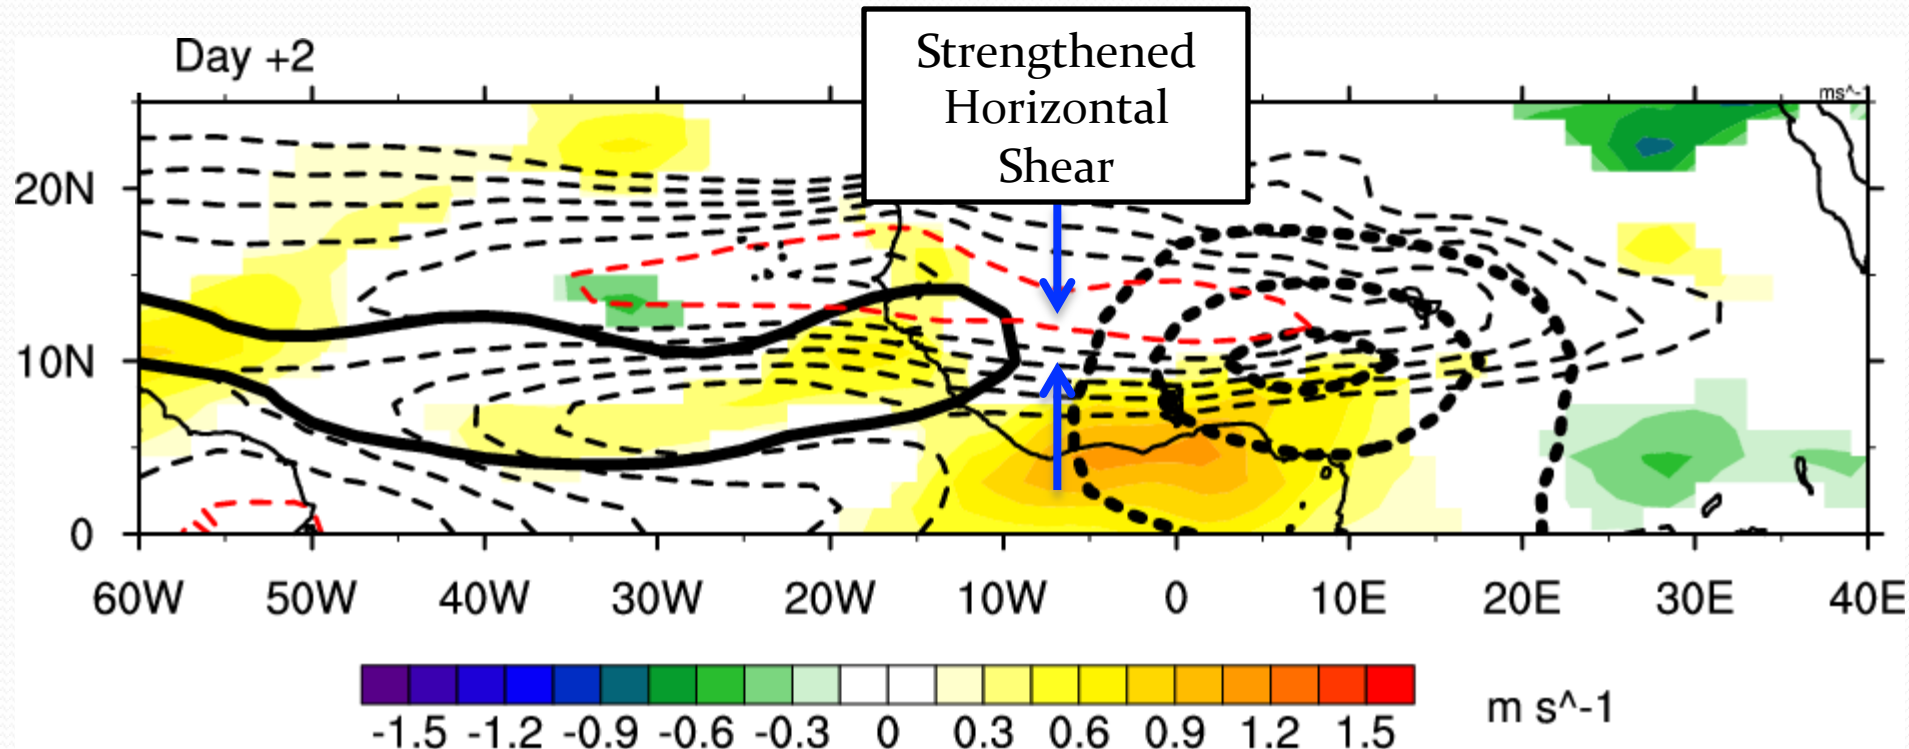 Day +2
Strengthened
Horizontal
Shear
ms^-
20N
10N
0
60W 50W 40W 30W 20W 10W 0 10E 20E 30E 40E
-1.5 -1.2 -0.9 -0.6 -0.3 0 0.3 0.6 0.9 1.2 1.5
m s^-1